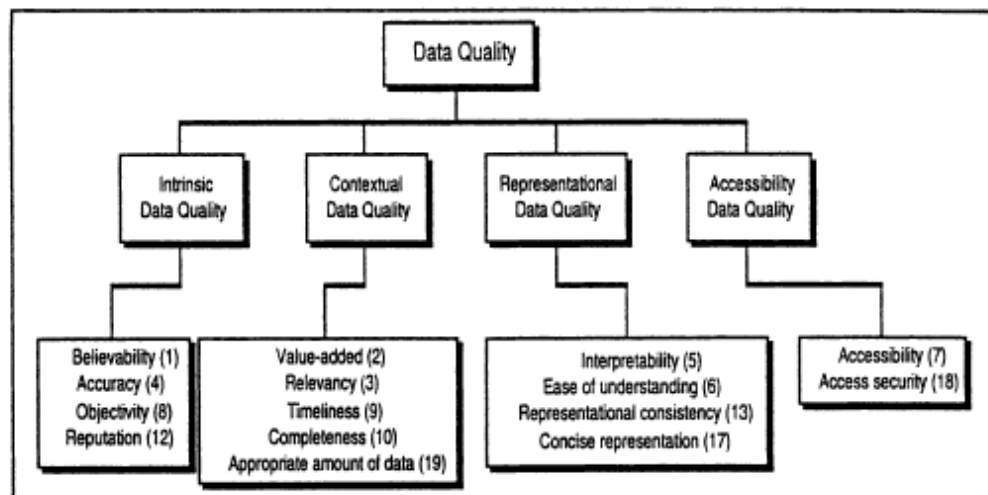 Data Quality
Intrinsic
Data Quality
Contextual
Data Quality
Representational
Data Quality
Accessibility
Data Quality
Believability (1)
Accuracy (4)
Objectivity (8)
Reputation (12)
Value-added (2)
Relevancy (3)
Timeliness (9)
Completeness (10)
Appropriate amount of data (19)
Interpretability (5)
Ease of understanding (6)
Representational consistency (13)
Concise representation (17)
Accessibility (7)
Access security (18)